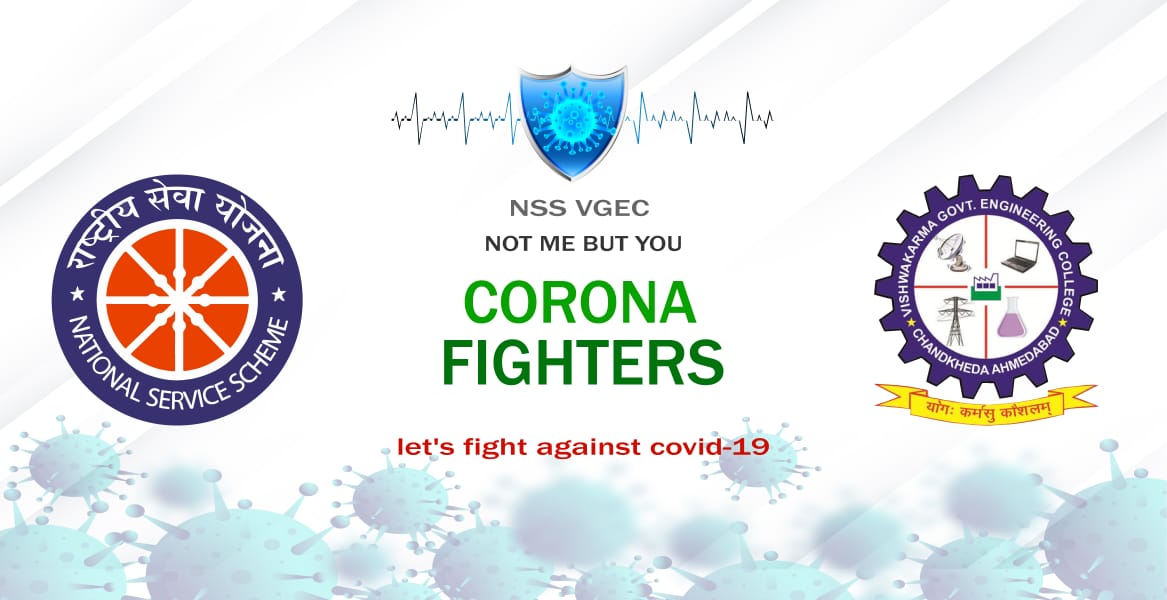 NSS VGEC
NOT ME BUT YOU
CORONA
FIGHTERS
let's fight against covid-19
राष्ट्रीय सेवा योजना
NATIONAL SERVICE SCHEME
VISHWAKARMA GOVT. ENGINEERING COLLEGE
CHANDKHEDA AHMEDABAD
योगः कर्मसु कौशलम्